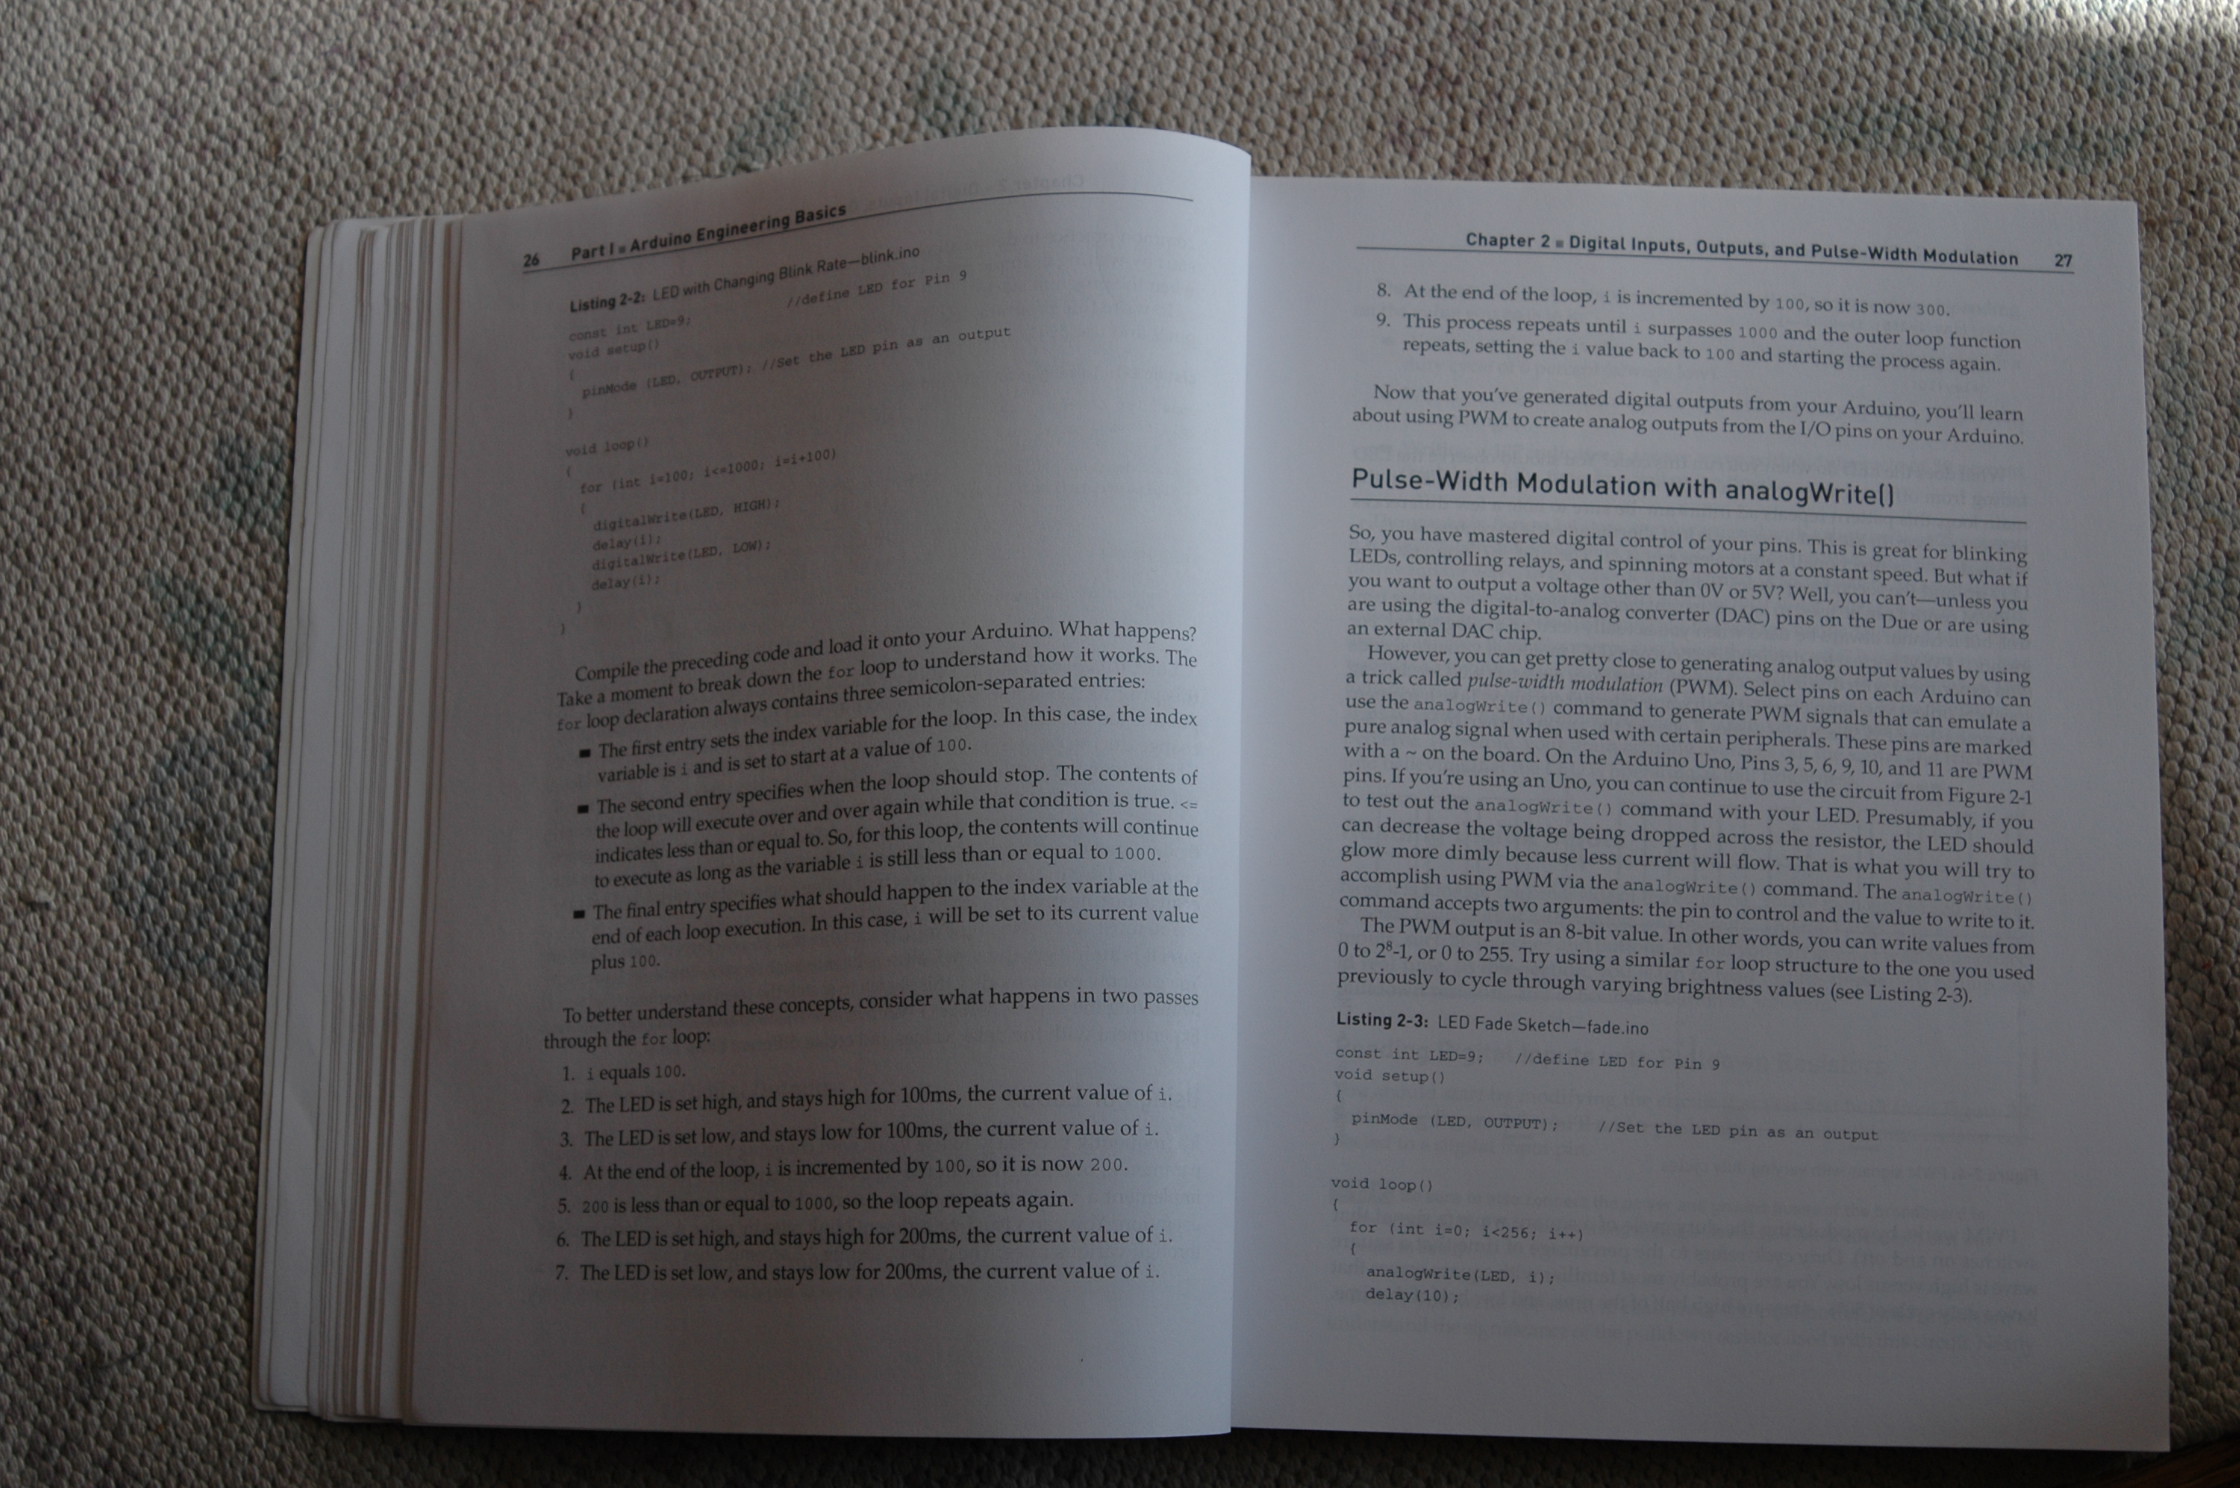 26 Part I ■ Arduino Engineering Basics
Listing 2-2: LED with Changing Blink Rate—blink.ino
const int LED=9; //define LED for Pin 9
void setup()
{
pinMode (LED, OUTPUT); //Set the LED pin as an output
}
void loop()
{
for (int i=100; i<=1000; i=i+100)
{
digitalWrite(LED, HIGH);
delay(i);
digitalWrite(LED, LOW);
delay(i);
}
}
Compile the preceding code and load it onto your Arduino. What happens?
Take a moment to break down the for loop to understand how it works. The
for loop declaration always contains three semicolon-separated entries:
■ The first entry sets the index variable for the loop. In this case, the index
variable is i and is set to start at a value of 100.
■ The second entry specifies when the loop should stop. The contents of
the loop will execute over and over again while that condition is true. <=
indicates less than or equal to. So, for this loop, the contents will continue
to execute as long as the variable i is still less than or equal to 1000.
■ The final entry specifies what should happen to the index variable at the
end of each loop execution. In this case, i will be set to its current value
plus 100.
To better understand these concepts, consider what happens in two passes
through the for loop:
1. i equals 100.
2. The LED is set high, and stays high for 100ms, the current value of i.
3. The LED is set low, and stays low for 100ms, the current value of i.
4. At the end of the loop, i is incremented by 100, so it is now 200.
5. 200 is less than or equal to 1000, so the loop repeats again.
6. The LED is set high, and stays high for 200ms, the current value of i.
7. The LED is set low, and stays low for 200ms, the current value of i.
Chapter 2 ■ Digital Inputs, Outputs, and Pulse-Width Modulation 27
8. At the end of the loop, i is incremented by 100, so it is now 300.
9. This process repeats until i surpasses 1000 and the outer loop function
repeats, setting the i value back to 100 and starting the process again.
Now that you've generated digital outputs from your Arduino, you'll learn
about using PWM to create analog outputs from the I/O pins on your Arduino.
Pulse-Width Modulation with analogWrite()
So, you have mastered digital control of your pins. This is great for blinking
LEDs, controlling relays, and spinning motors at a constant speed. But what if
you want to output a voltage other than 0V or 5V? Well, you can't—unless you
are using the digital-to-analog converter (DAC) pins on the Due or are using
an external DAC chip.
However, you can get pretty close to generating analog output values by using
a trick called pulse-width modulation (PWM). Select pins on each Arduino can
use the analogWrite() command to generate PWM signals that can emulate a
pure analog signal when used with certain peripherals. These pins are marked
with a ~ on the board. On the Arduino Uno, Pins 3, 5, 6, 9, 10, and 11 are PWM
pins. If you're using an Uno, you can continue to use the circuit from Figure 2-1
to test out the analogWrite() command with your LED. Presumably, if you
can decrease the voltage being dropped across the resistor, the LED should
glow more dimly because less current will flow. That is what you will try to
accomplish using PWM via the analogWrite() command. The analogWrite()
command accepts two arguments: the pin to control and the value to write to it.
The PWM output is an 8-bit value. In other words, you can write values from
0 to 2⁸-1, or 0 to 255. Try using a similar for loop structure to the one you used
previously to cycle through varying brightness values (see Listing 2-3).
Listing 2-3: LED Fade Sketch—fade.ino
const int LED=9; //define LED for Pin 9
void setup()
{
pinMode (LED, OUTPUT); //Set the LED pin as an output
}
void loop()
{
for (int i=0; i<256; i++)
{
analogWrite(LED, i);
delay(10);